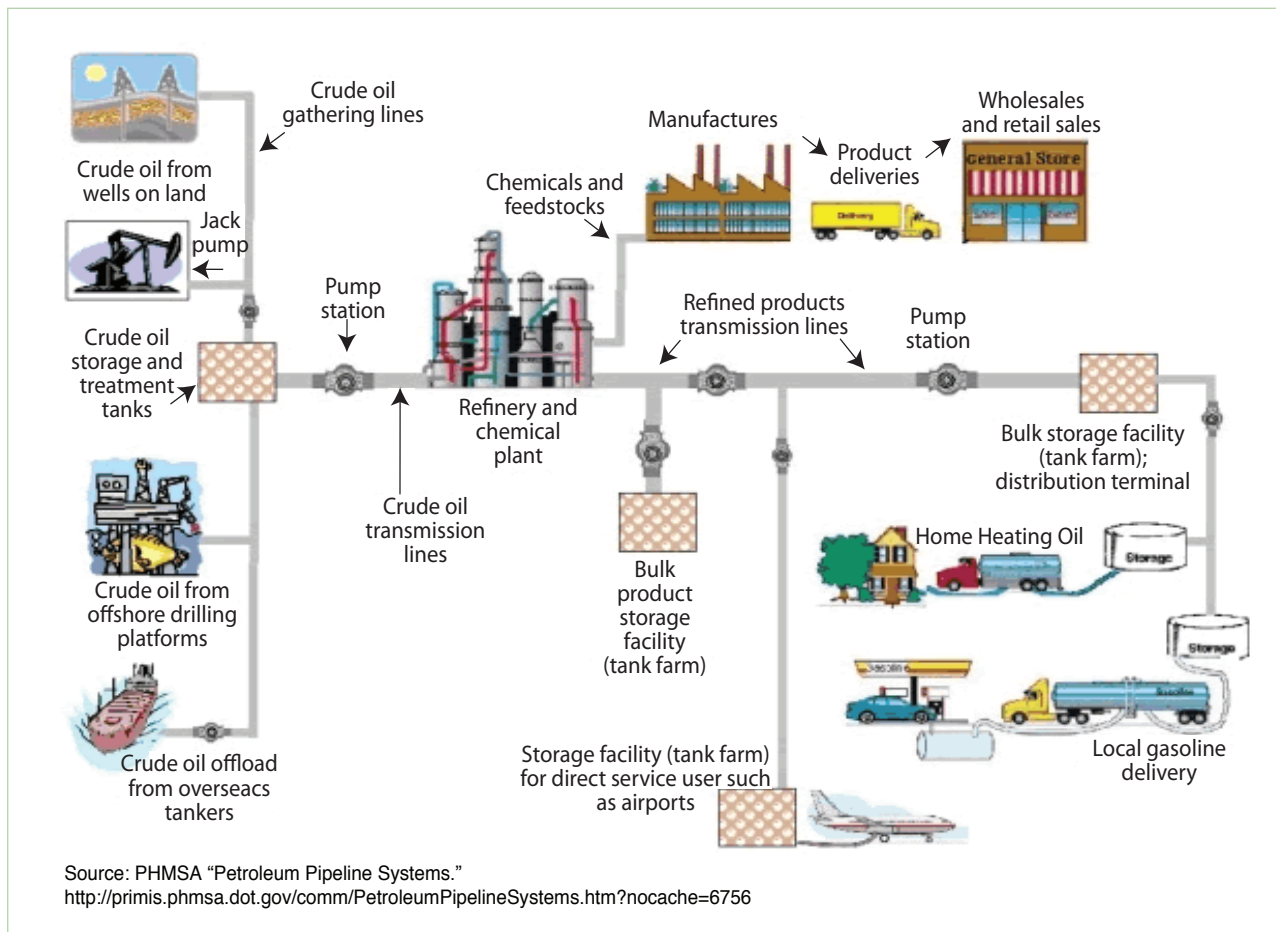 Crude oil
gathering lines
Crude oil from
wells on land
Jack
pump
Crude oil
storage and
treatment
tanks
Pump
station
Crude oil
transmission
lines
Crude oil from
offshore drilling
platforms
Crude oil offload
from overseacs
tankers
Chemicals and
feedstocks
Refinery and
chemical
plant
Manufactures
Product
deliveries
Delivery
Wholesales
and retail sales
General Store
Refined products
transmission lines
Pump
station
Bulk
product
storage
facility
(tank farm)
Bulk storage facility
(tank farm);
distribution terminal
Home Heating Oil
Storage
Storage
Gasoline
Gasoline
Local gasoline
delivery
Storage facility (tank farm)
for direct service user such
as airports
Source: PHMSA “Petroleum Pipeline Systems.”
http://primis.phmsa.dot.gov/comm/PetroleumPipelineSystems.htm?nocache=6756